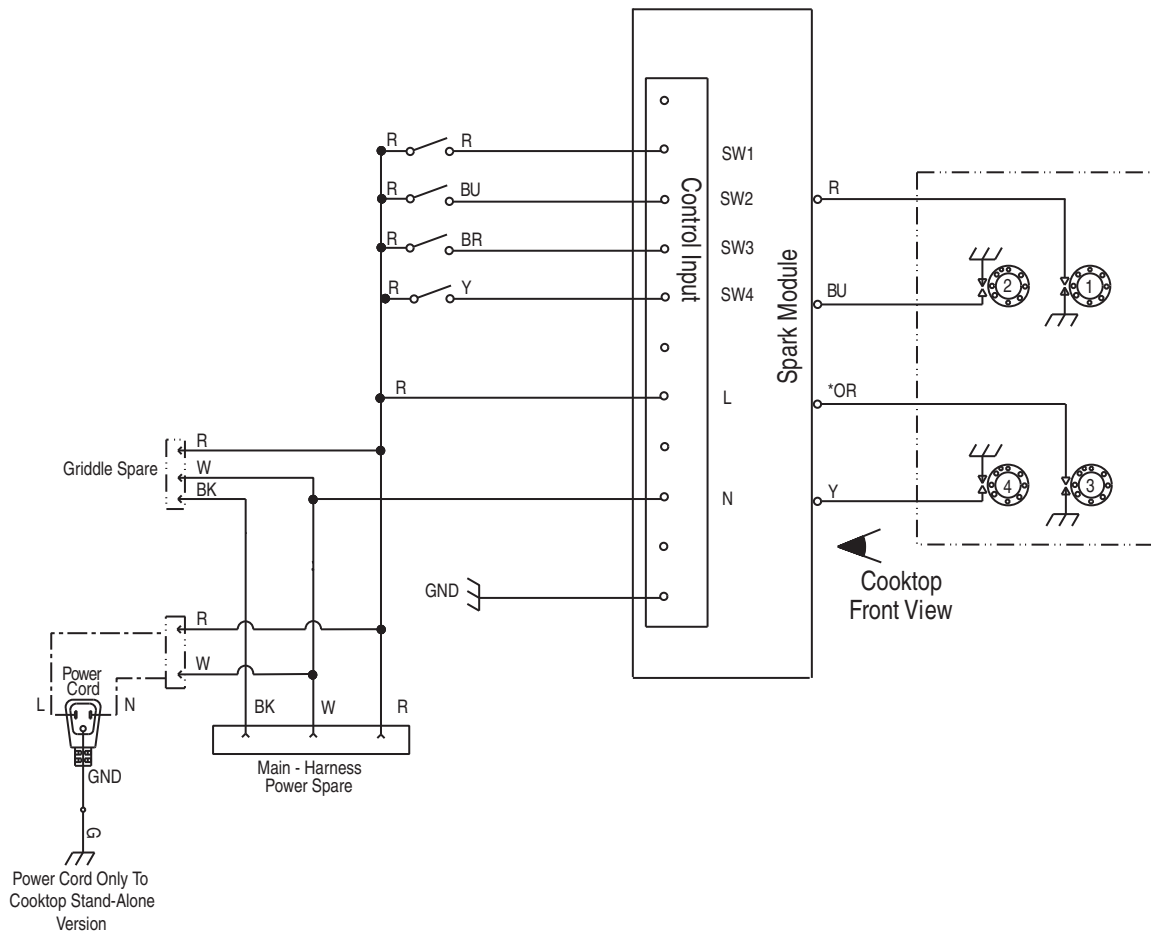 R R
SW1
R BU
SW2
R
R BR
SW3
R Y
SW4
Control Input
Spark Module
BU
2
1
*OR
R
L
Griddle Spare
R
W
BK
N
Y
4
3
GND
Cooktop
Front View
R
W
Power
Cord
L N
BK W R
GND
Main - Harness
Power Spare
G
Power Cord Only To
Cooktop Stand-Alone
Version